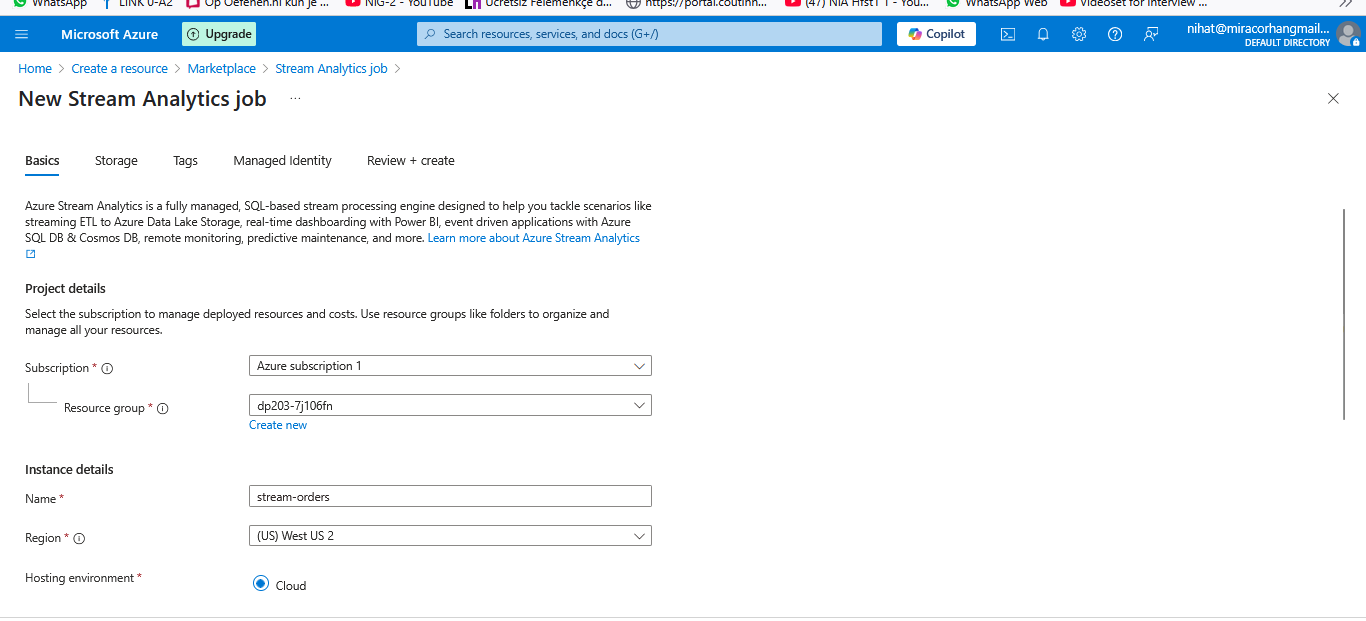 WhatsApp LINK 0-A2 Op Oefenen.nl kun je ... NIG-2 - YouTube Ücretsiz Felemenkçe d... https://portal.coutinh... (47) NIA Hfst1 1 - You... WhatsApp Web Videoset for Interview ...
Microsoft Azure Upgrade Search resources, services, and docs (G+/) Copilot nihat@miracorhangmail...
DEFAULT DIRECTORY
Home > Create a resource > Marketplace > Stream Analytics job >
New Stream Analytics job ...
Basics Storage Tags Managed Identity Review + create
Azure Stream Analytics is a fully managed, SQL-based stream processing engine designed to help you tackle scenarios like
streaming ETL to Azure Data Lake Storage, real-time dashboarding with Power BI, event driven applications with Azure
SQL DB & Cosmos DB, remote monitoring, predictive maintenance, and more. Learn more about Azure Stream Analytics
Project details
Select the subscription to manage deployed resources and costs. Use resource groups like folders to organize and
manage all your resources.
Subscription * Azure subscription 1
Resource group * dp203-7j106fn
Create new
Instance details
Name * stream-orders
Region * (US) West US 2
Hosting environment * Cloud